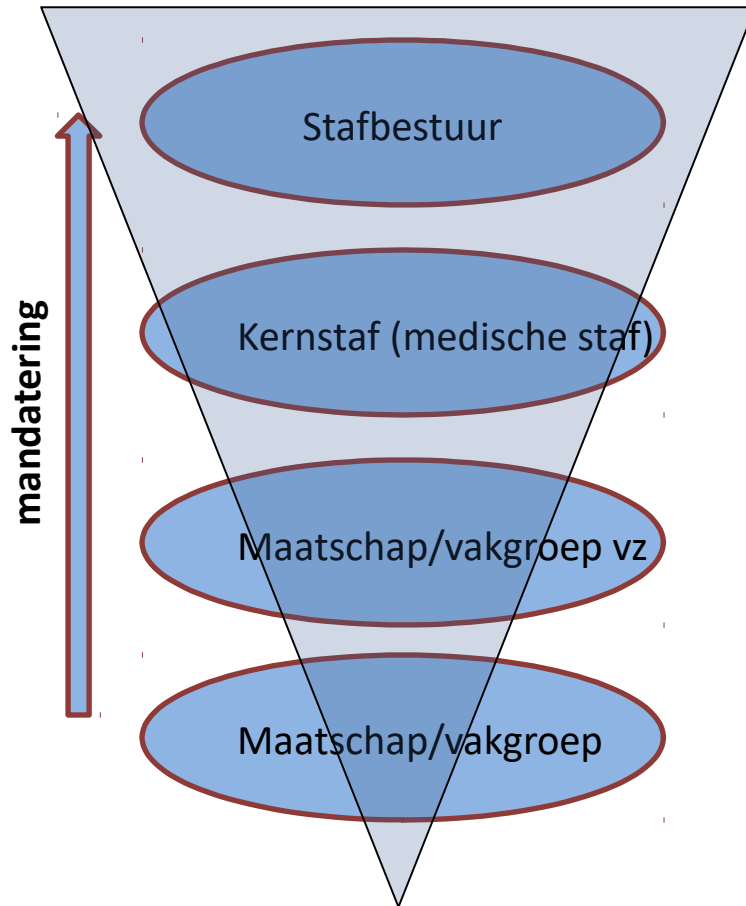 Stafbestuur
Kernstaf (medische staf)
mandatering
Maatschap/vakgroep vz
Maatschap/vakgroep